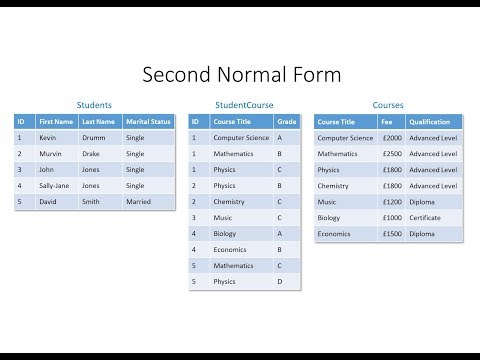 Second Normal Form
Students
ID First Name Last Name Marital Status
1 Kevin Drumm Single
2 Murvin Drake Single
3 John Jones Single
4 Sally-Jane Jones Single
5 David Smith Married
StudentCourse
ID Course Title Grade
1 Computer Science A
1 Mathematics B
1 Physics C
2 Physics B
2 Chemistry C
3 Music C
4 Biology A
4 Economics B
5 Mathematics C
5 Physics D
Courses
Course Title Fee Qualification
Computer Science £2000 Advanced Level
Mathematics £2500 Advanced Level
Physics £1800 Advanced Level
Chemistry £1800 Advanced Level
Music £1200 Diploma
Biology £1000 Certificate
Economics £1500 Diploma